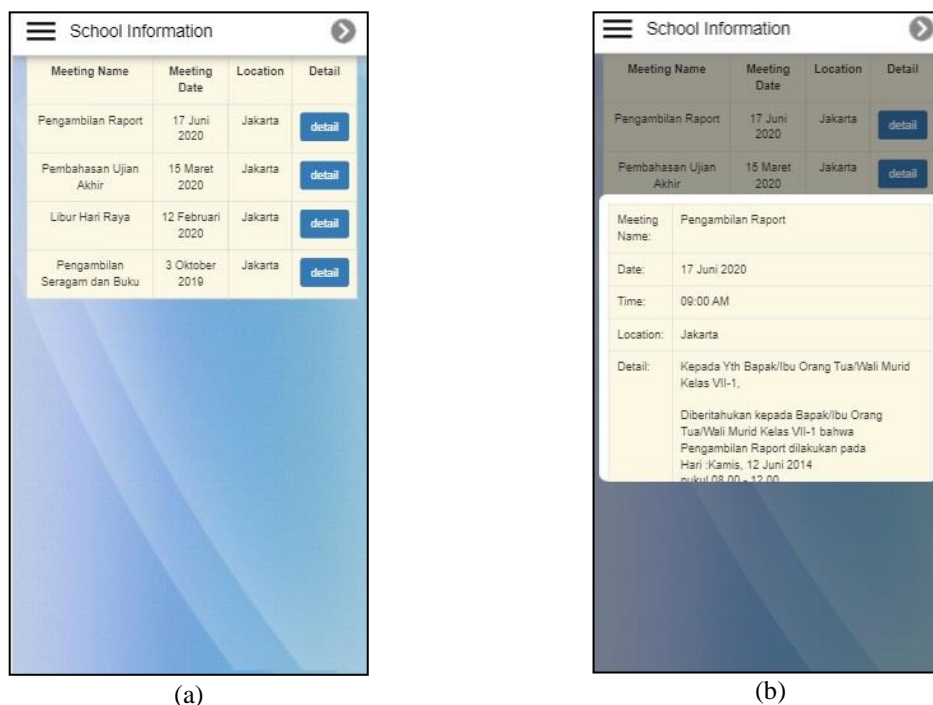 School Information
Meeting Name Meeting Date Location Detail
Pengambilan Raport 17 Juni 2020 Jakarta detail
Pembahasan Ujian Akhir 15 Maret 2020 Jakarta detail
Libur Hari Raya 12 Februari 2020 Jakarta detail
Pengambilan Seragam dan Buku 3 Oktober 2019 Jakarta detail
(a)
School Information
Meeting Name Meeting Date Location Detail
Pengambilan Raport 17 Juni 2020 Jakarta detail
Pembahasan Ujian Akhir 15 Maret 2020 Jakarta detail
Meeting Name: Pengambilan Raport
Date: 17 Juni 2020
Time: 09:00 AM
Location: Jakarta
Detail: Kepada Yth Bapak/Ibu Orang Tua/Wali Murid
Kelas VII-1,
Diberitahukan kepada Bapak/Ibu Orang
Tua/Wali Murid Kelas VII-1 bahwa
Pengambilan Raport dilakukan pada
Hari :Kamis, 12 Juni 2014
pukul 08.00 - 12.00
(b)